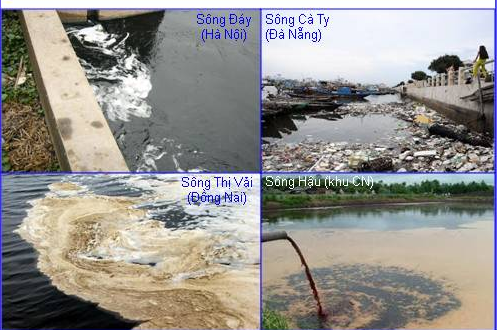 Sông Đáy
(Hà Nội)
Sông Cà Ty
(Đà Nẵng)
Sông Thị Vải
(Đồng Nai)
Sông Hậu (khu CN)